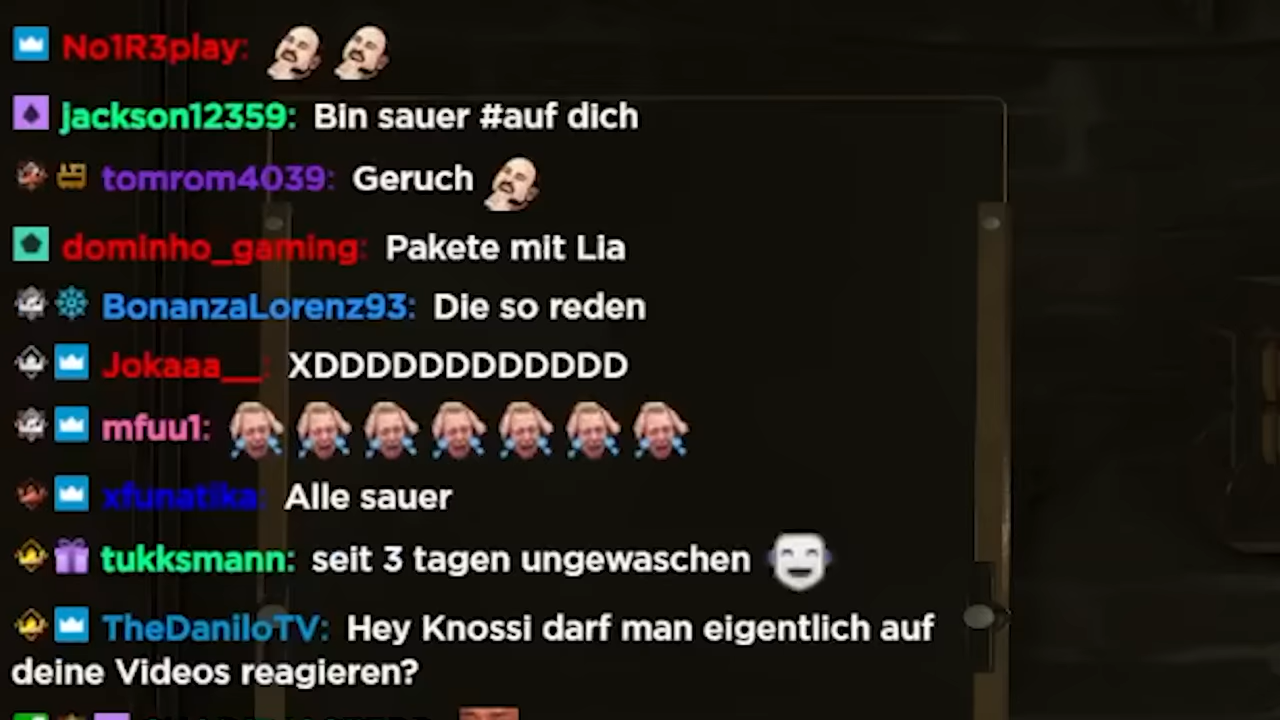 No1R3play:
jackson12359: Bin sauer #auf dich
tomrom4039: Geruch
dominho_gaming: Pakete mit Lia
BonanzaLorenz93: Die so reden
Jokaaa__: XDDDDDDDDDDDD
mfuu1:
xfunatika: Alle sauer
tukksmann: seit 3 tagen ungewaschen
TheDaniloTV: Hey Knossi darf man eigentlich auf
deine Videos reagieren?